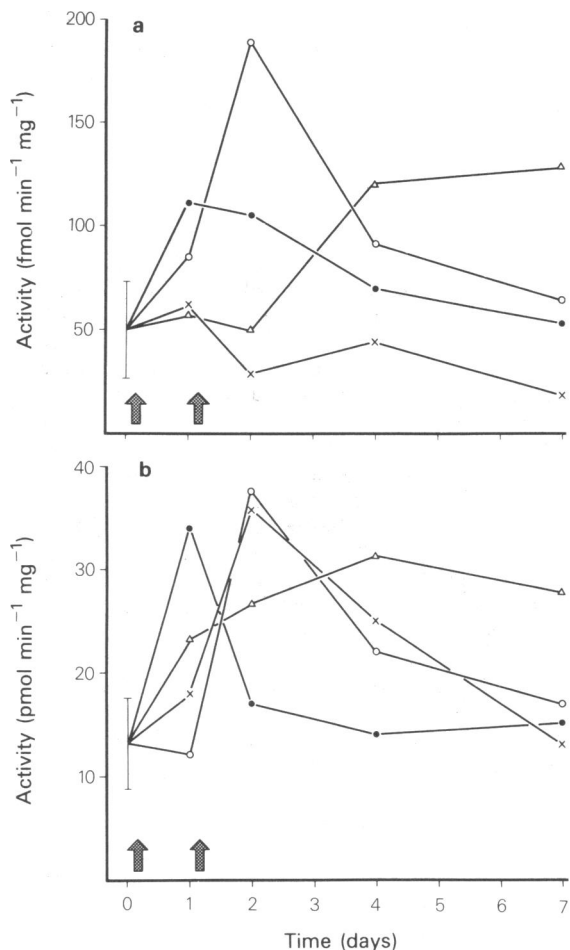 a
200
150
100
50
Activity (fmol min⁻¹ mg⁻¹)
b
40
30
20
10
Activity (pmol min⁻¹ mg⁻¹)
0 1 2 3 4 5 6 7
Time (days)